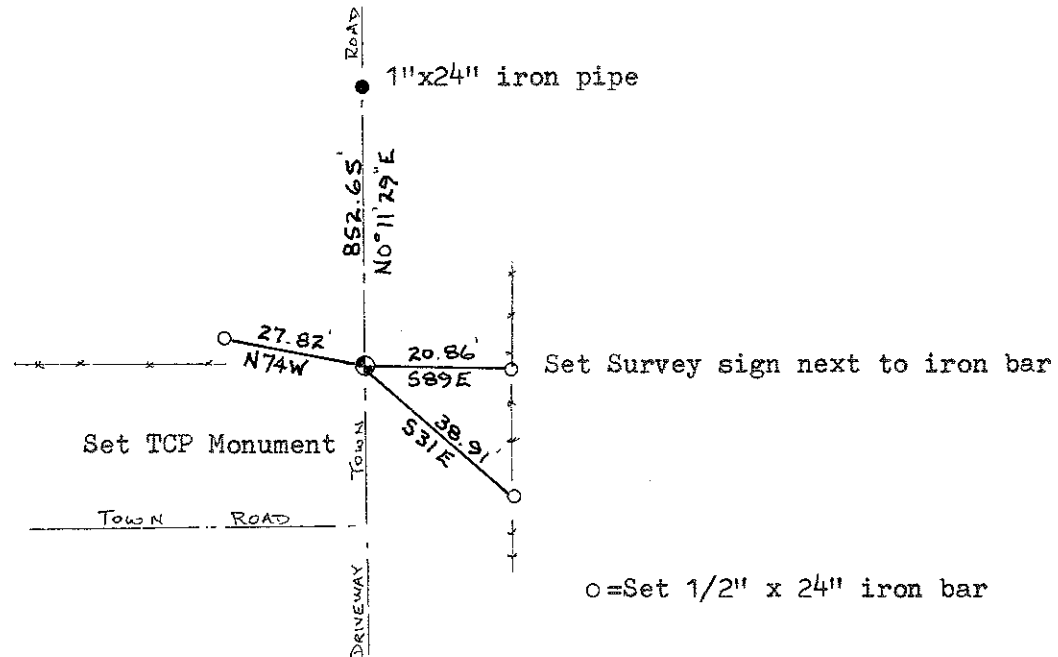 ROAD
1"x24" iron pipe
852.65'
N0°11'29"E
27.82'
N74W
20.86'
S89E
Set Survey sign next to iron bar
38.91'
S31E
Set TCP Monument
TOWN
TOWN ROAD
DRIVEWAY
o=Set 1/2" x 24" iron bar